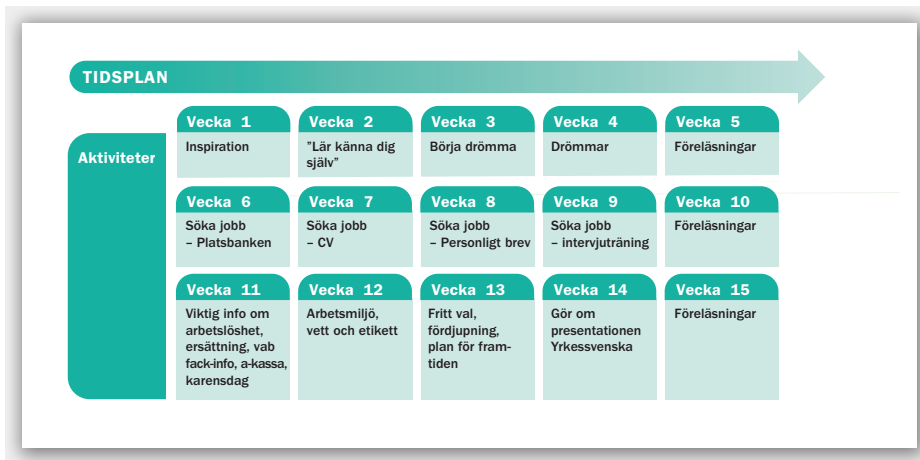 TIDSPLAN
Aktiviteter
Vecka 1
Inspiration
Vecka 2
"Lär känna dig
själv"
Vecka 3
Börja drömma
Vecka 4
Drömmar
Vecka 5
Föreläsningar
Vecka 6
Söka jobb
– Platsbanken
Vecka 7
Söka jobb
– CV
Vecka 8
Söka jobb
– Personligt brev
Vecka 9
Söka jobb
– intervjuträning
Vecka 10
Föreläsningar
Vecka 11
Viktig info om
arbetslöshet,
ersättning, vab
fack-info, a-kassa,
karensdag
Vecka 12
Arbetsmiljö,
vett och etikett
Vecka 13
Fritt val,
fördjupning,
plan för fram-
tiden
Vecka 14
Gör om
presentationen
Yrkessvenska
Vecka 15
Föreläsningar